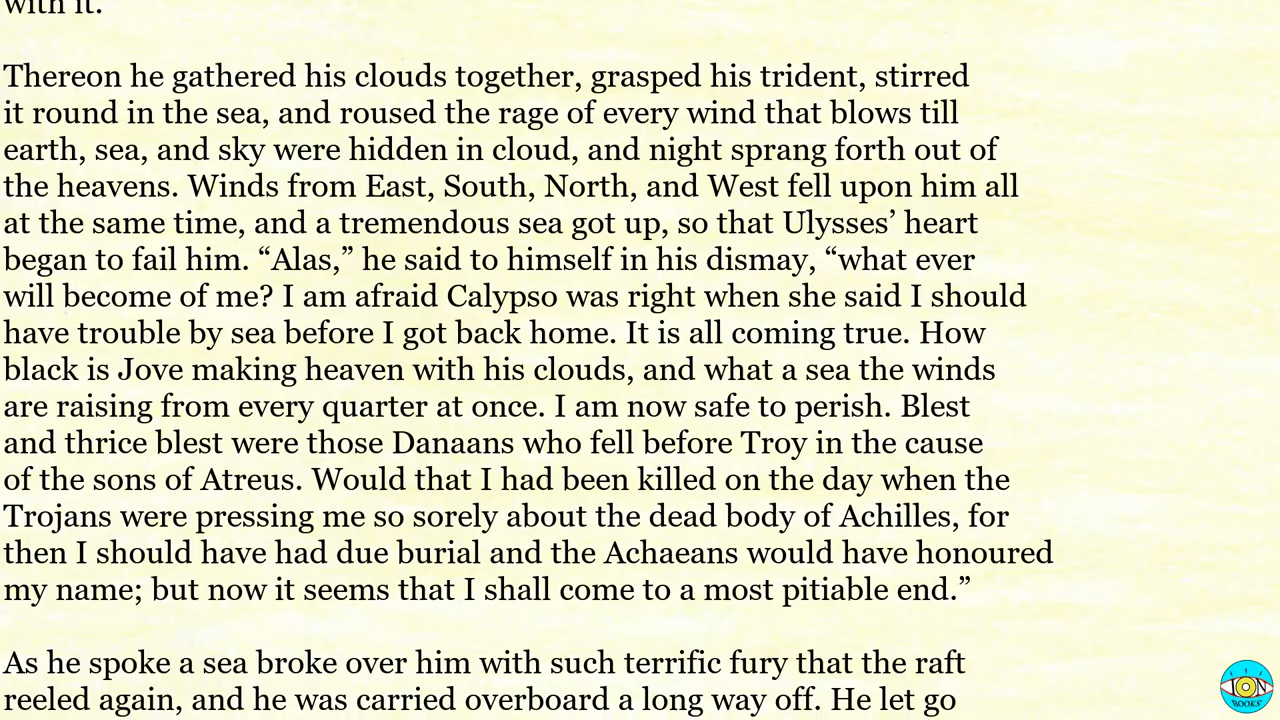 with it.
Thereon he gathered his clouds together, grasped his trident, stirred
it round in the sea, and roused the rage of every wind that blows till
earth, sea, and sky were hidden in cloud, and night sprang forth out of
the heavens. Winds from East, South, North, and West fell upon him all
at the same time, and a tremendous sea got up, so that Ulysses’ heart
began to fail him. “Alas,” he said to himself in his dismay, “what ever
will become of me? I am afraid Calypso was right when she said I should
have trouble by sea before I got back home. It is all coming true. How
black is Jove making heaven with his clouds, and what a sea the winds
are raising from every quarter at once. I am now safe to perish. Blest
and thrice blest were those Danaans who fell before Troy in the cause
of the sons of Atreus. Would that I had been killed on the day when the
Trojans were pressing me so sorely about the dead body of Achilles, for
then I should have had due burial and the Achaeans would have honoured
my name; but now it seems that I shall come to a most pitiable end.”
As he spoke a sea broke over him with such terrific fury that the raft
reeled again, and he was carried overboard a long way off. He let go
ION
BOOKS